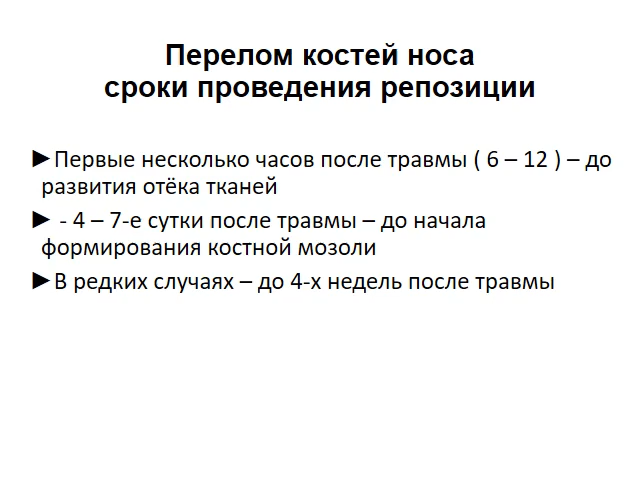 Перелом костей носа
сроки проведения репозиции
►Первые несколько часов после травмы ( 6 – 12 ) – до
развития отёка тканей
► - 4 – 7-е сутки после травмы – до начала
формирования костной мозоли
►В редких случаях – до 4-х недель после травмы